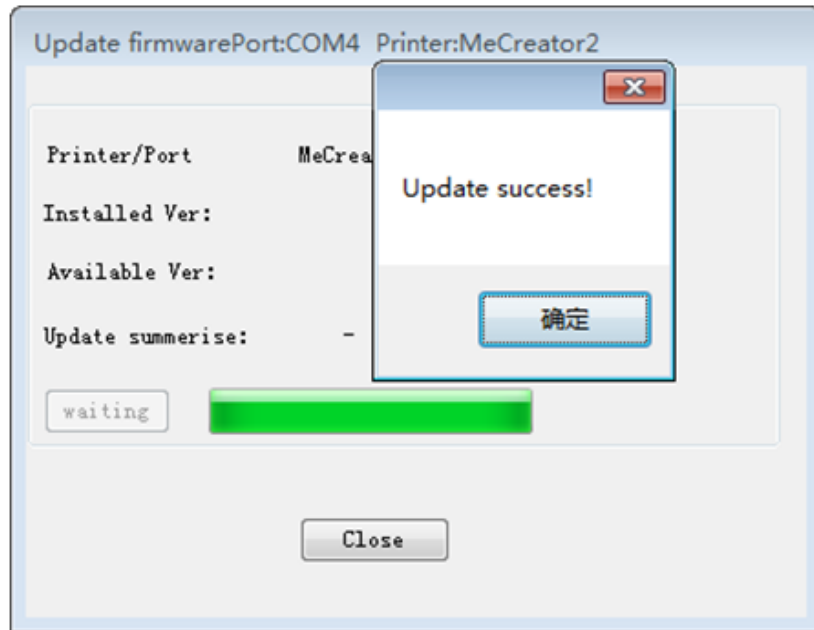 Update firmwarePort:COM4 Printer:MeCreator2
Printer/Port MeCrea
Update success!
Installed Ver:
Available Ver:
确定
Update summerise: -
waiting
Close